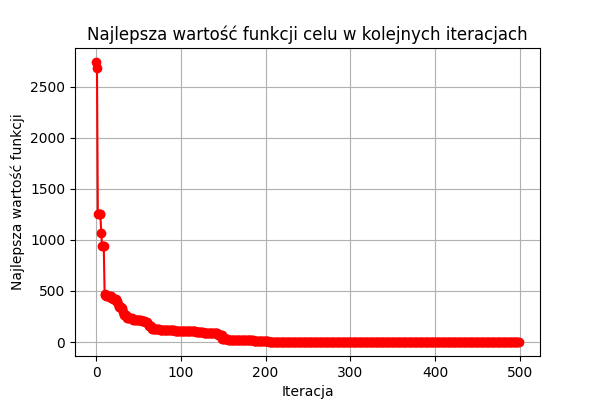 Najlepsza wartość funkcji celu w kolejnych iteracjach
Najlepsza wartość funkcji
2500
2000
1500
1000
500
0
0 100 200 300 400 500
Iteracja